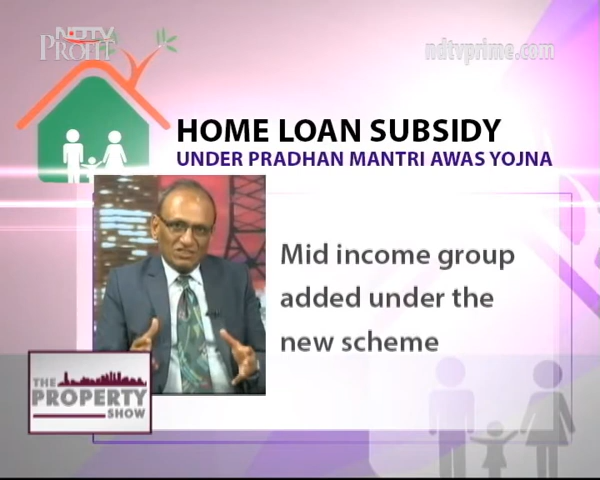 NDTV
PROFIT
ndtvprime.com
HOME LOAN SUBSIDY
UNDER PRADHAN MANTRI AWAS YOJNA
Mid income group
added under the
new scheme
THE
PROPERTY
SHOW